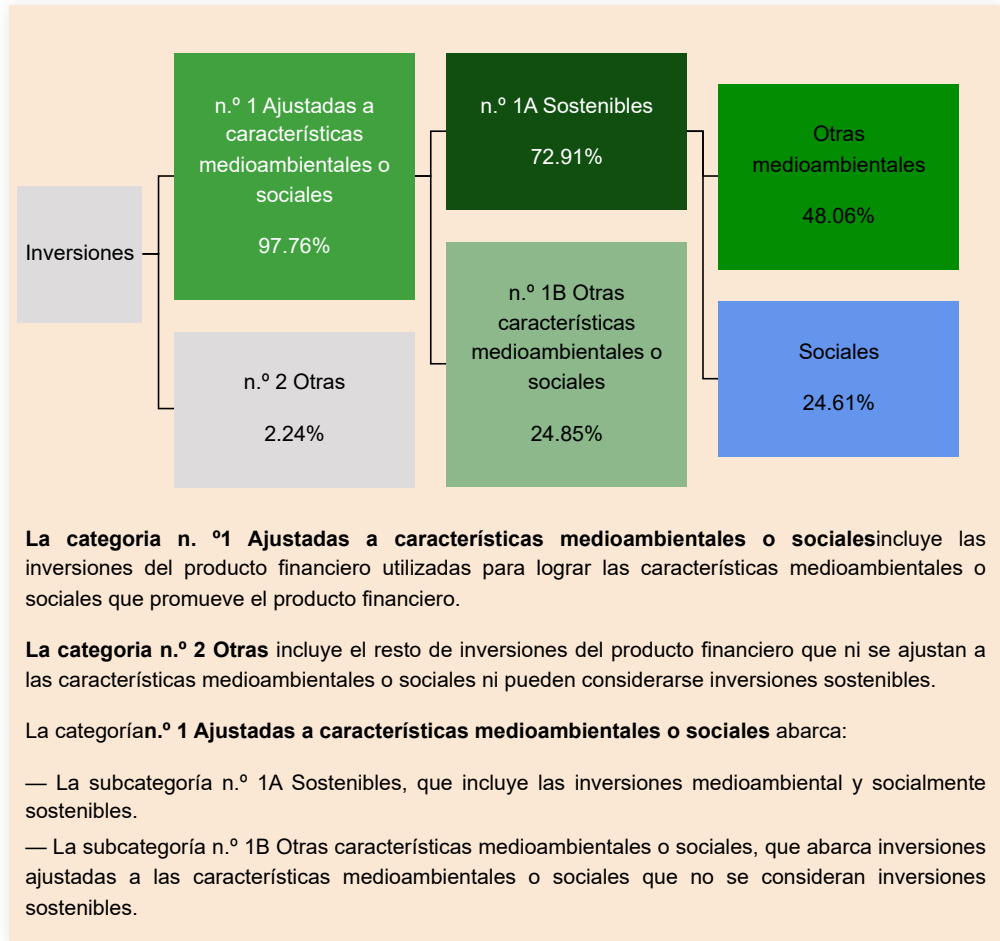 Inversiones
n.º 1 Ajustadas a
características
medioambientales o
sociales
97.76%
n.º 2 Otras
2.24%
n.º 1A Sostenibles
72.91%
n.º 1B Otras
características
medioambientales o
sociales
24.85%
Otras
medioambientales
48.06%
Sociales
24.61%
La categoria n. º1 Ajustadas a características medioambientales o socialesincluye las
inversiones del producto financiero utilizadas para lograr las características medioambientales o
sociales que promueve el producto financiero.
La categoria n.º 2 Otras incluye el resto de inversiones del producto financiero que ni se ajustan a
las características medioambientales o sociales ni pueden considerarse inversiones sostenibles.
La categorían.º 1 Ajustadas a características medioambientales o sociales abarca:
— La subcategoría n.º 1A Sostenibles, que incluye las inversiones medioambiental y socialmente
sostenibles.
— La subcategoría n.º 1B Otras características medioambientales o sociales, que abarca inversiones
ajustadas a las características medioambientales o sociales que no se consideran inversiones
sostenibles.